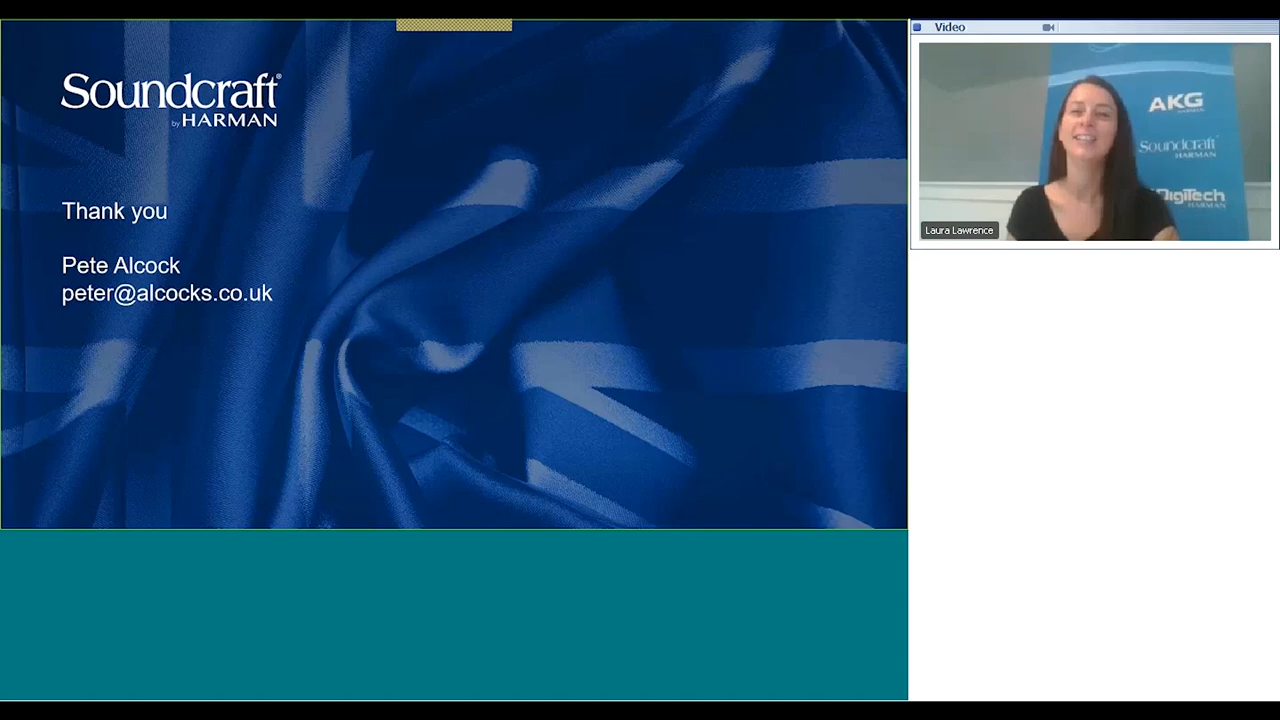 Soundcraft®
by HARMAN
Thank you
Pete Alcock
peter@alcocks.co.uk
Video
AKG
HARMAN
Soundcraft
HARMAN
DigiTech
HARMAN
Laura Lawrence